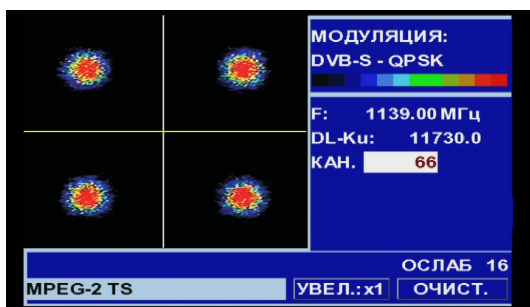 МОДУЛЯЦИЯ:
DVB-S - QPSK
F: 1139.00 МГц
DL-Ku: 11730.0
КАН. 66
ОСЛАБ 16
MPEG-2 TS УВЕЛ.:x1 ОЧИСТ.